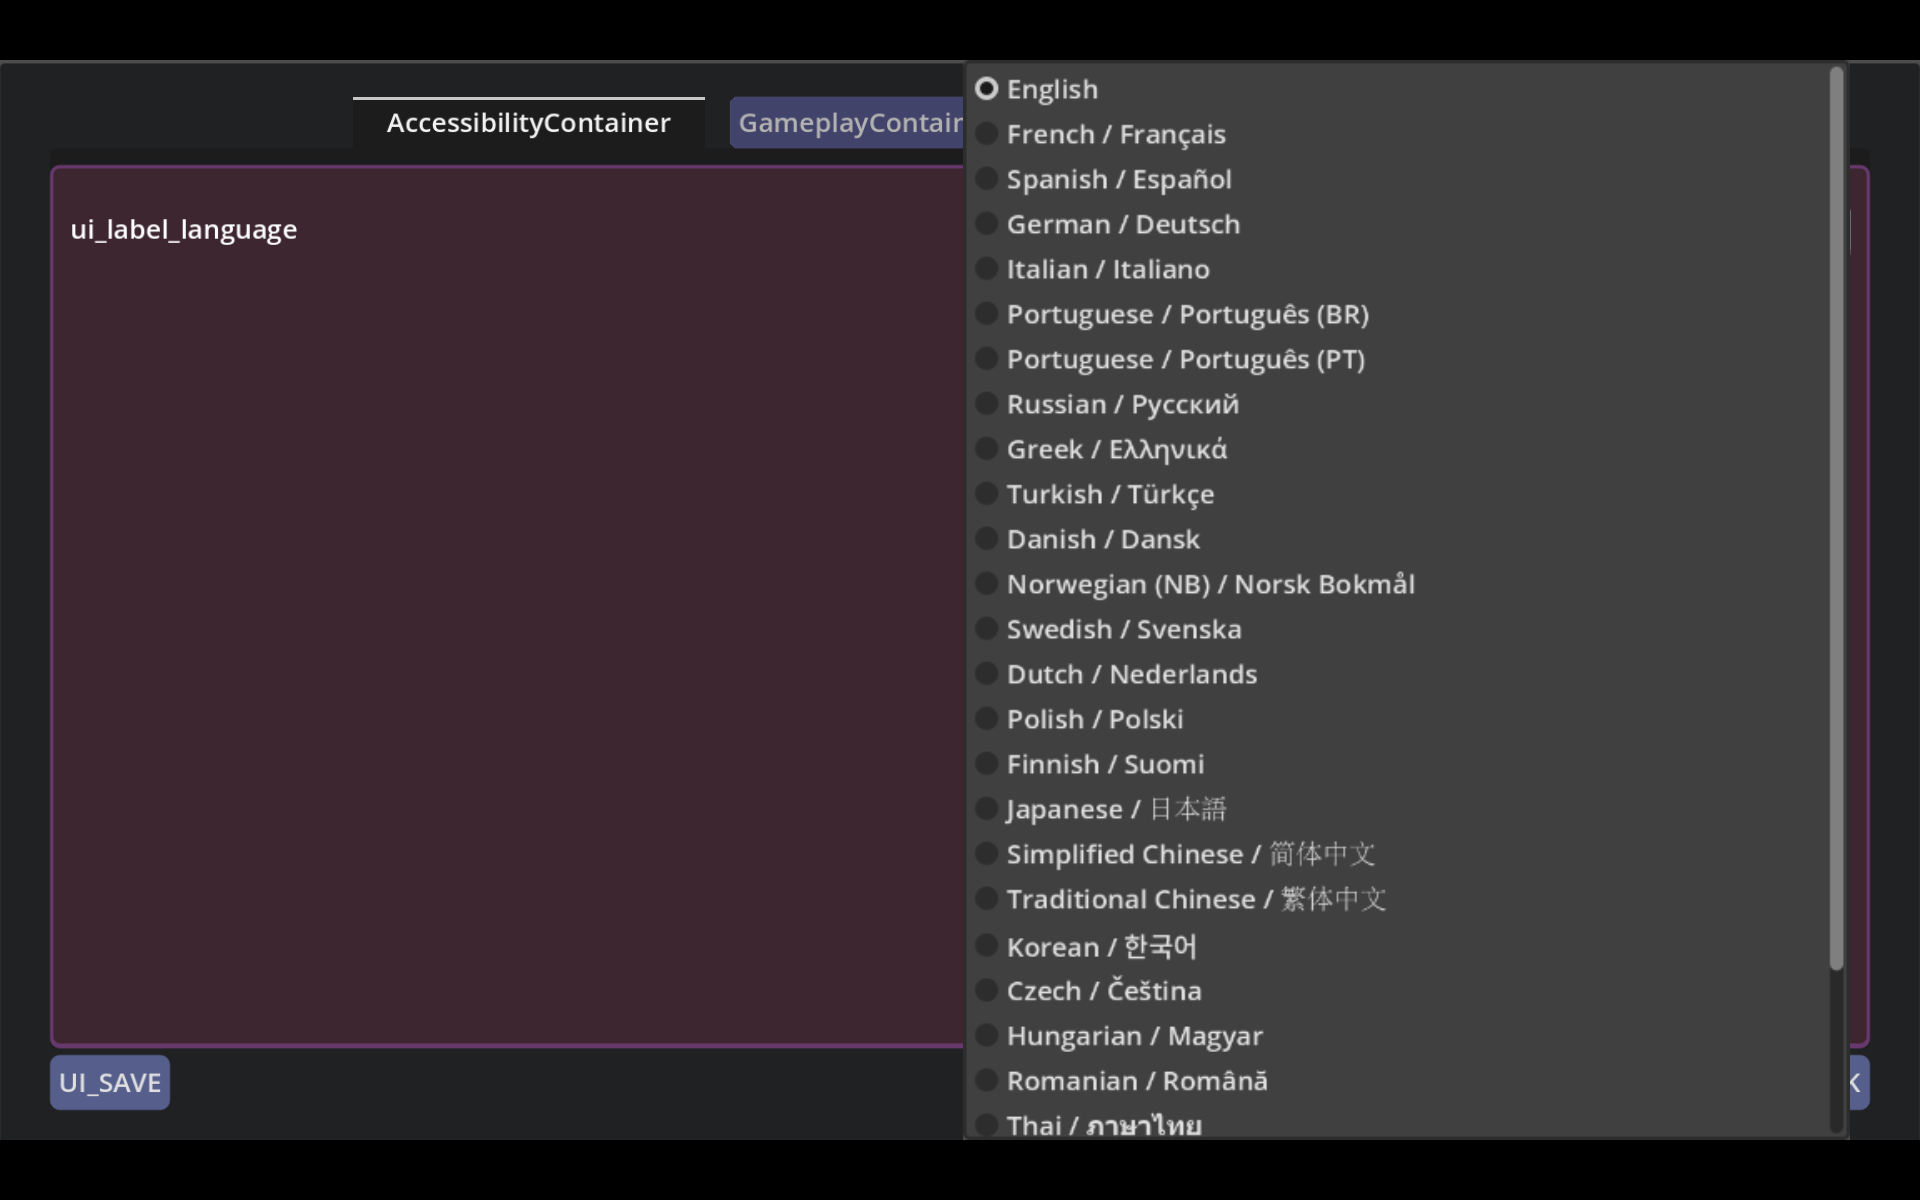 AccessibilityContainer
GameplayContain
ui_label_language
English
French / Français
Spanish / Español
German / Deutsch
Italian / Italiano
Portuguese / Português (BR)
Portuguese / Português (PT)
Russian / Русский
Greek / Ελληνικά
Turkish / Türkçe
Danish / Dansk
Norwegian (NB) / Norsk Bokmål
Swedish / Svenska
Dutch / Nederlands
Polish / Polski
Finnish / Suomi
Japanese / 日本語
Simplified Chinese / 简体中文
Traditional Chinese / 繁体中文
Korean / 한국어
Czech / Čeština
Hungarian / Magyar
Romanian / Română
Thai / ภาษาไทย
UI_SAVE
K